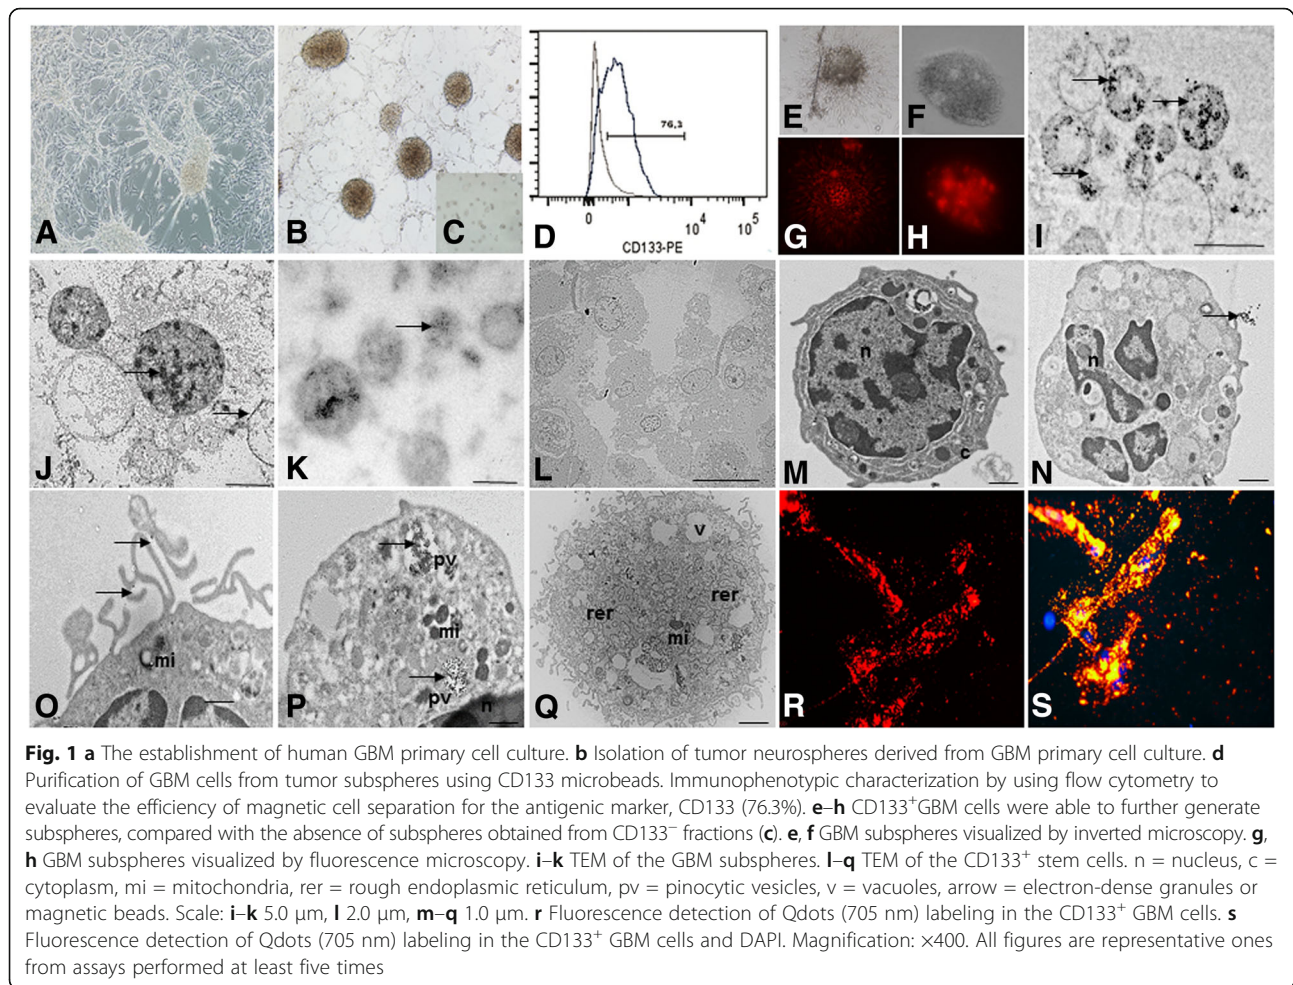 A
B
C
76,3
0
10^4
10^5
CD133-PE
D
E
F
G
H
I
J
K
L
n
c
M
n
N
mi
O
pv
mi
pv
n
P
v
rer
rer
mi
Q
R
S
Fig. 1 a The establishment of human GBM primary cell culture. b Isolation of tumor neurospheres derived from GBM primary cell culture. d
Purification of GBM cells from tumor subspheres using CD133 microbeads. Immunophenotypic characterization by using flow cytometry to
evaluate the efficiency of magnetic cell separation for the antigenic marker, CD133 (76.3%). e–h CD133⁺GBM cells were able to further generate
subspheres, compared with the absence of subspheres obtained from CD133⁻ fractions (c). e, f GBM subspheres visualized by inverted microscopy. g,
h GBM subspheres visualized by fluorescence microscopy. i–k TEM of the GBM subspheres. l–q TEM of the CD133⁺ stem cells. n = nucleus, c =
cytoplasm, mi = mitochondria, rer = rough endoplasmic reticulum, pv = pinocytic vesicles, v = vacuoles, arrow = electron-dense granules or
magnetic beads. Scale: i–k 5.0 μm, l 2.0 μm, m–q 1.0 μm. r Fluorescence detection of Qdots (705 nm) labeling in the CD133⁺ GBM cells. s
Fluorescence detection of Qdots (705 nm) labeling in the CD133⁺ GBM cells and DAPI. Magnification: ×400. All figures are representative ones
from assays performed at least five times